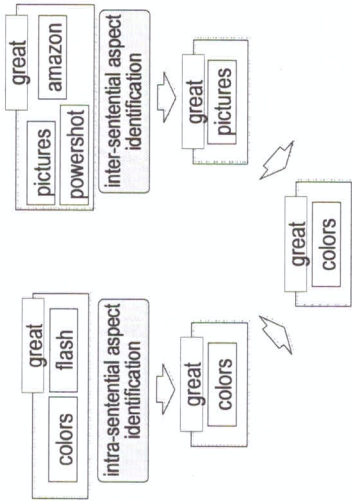 great
colors
flash
intra-sentential aspect
identification
great
colors
great
pictures
amazon
powershot
inter-sentential aspect
identification
great
pictures
great
colors